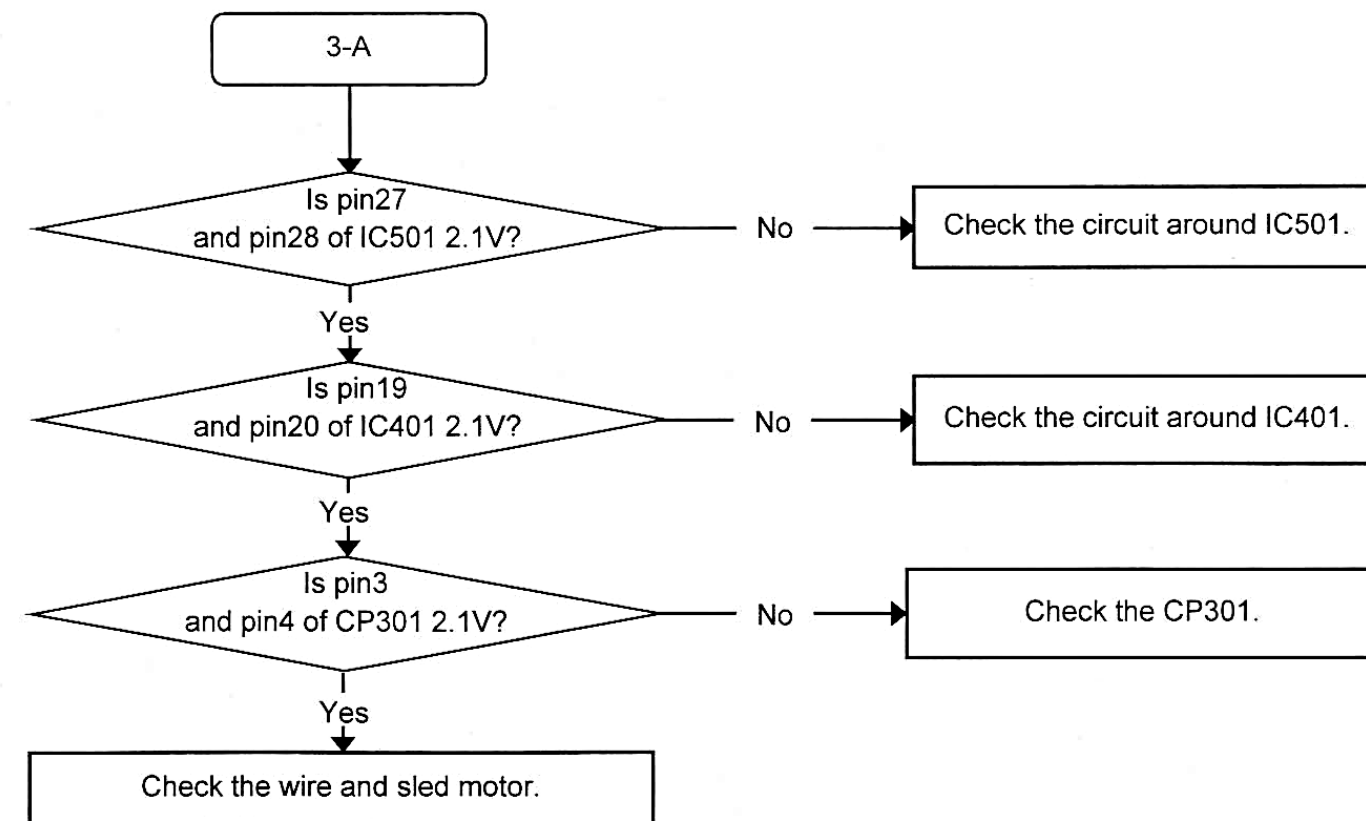 3-A
Is pin27
and pin28 of IC501 2.1V?
No
Check the circuit around IC501.
Yes
Is pin19
and pin20 of IC401 2.1V?
No
Check the circuit around IC401.
Yes
Is pin3
and pin4 of CP301 2.1V?
No
Check the CP301.
Yes
Check the wire and sled motor.